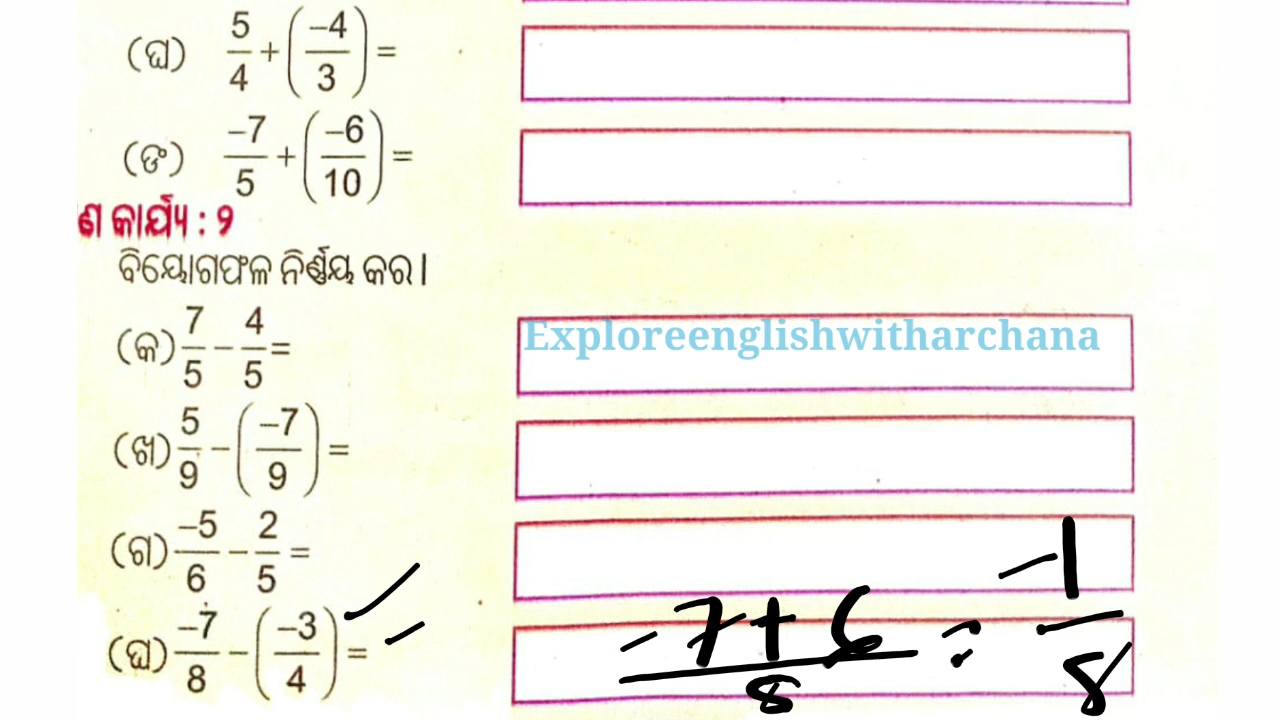 (ଘ) 5/4 + (–4/3) =
(ଙ) –7/5 + (–6/10) =
ଣ କାର୍ଯ୍ୟ : ୨
ବିୟୋଗଫଳ ନିର୍ଣ୍ଣୟ କର ।
(କ) 7/5 – 4/5 =
Exploreenglishwitharchana
(ଖ) 5/9 – (–7/9) =
(ଗ) –5/6 – 2/5 =
(ଘ) –7/8 – (–3/4) = –7+6/8 = –1/8